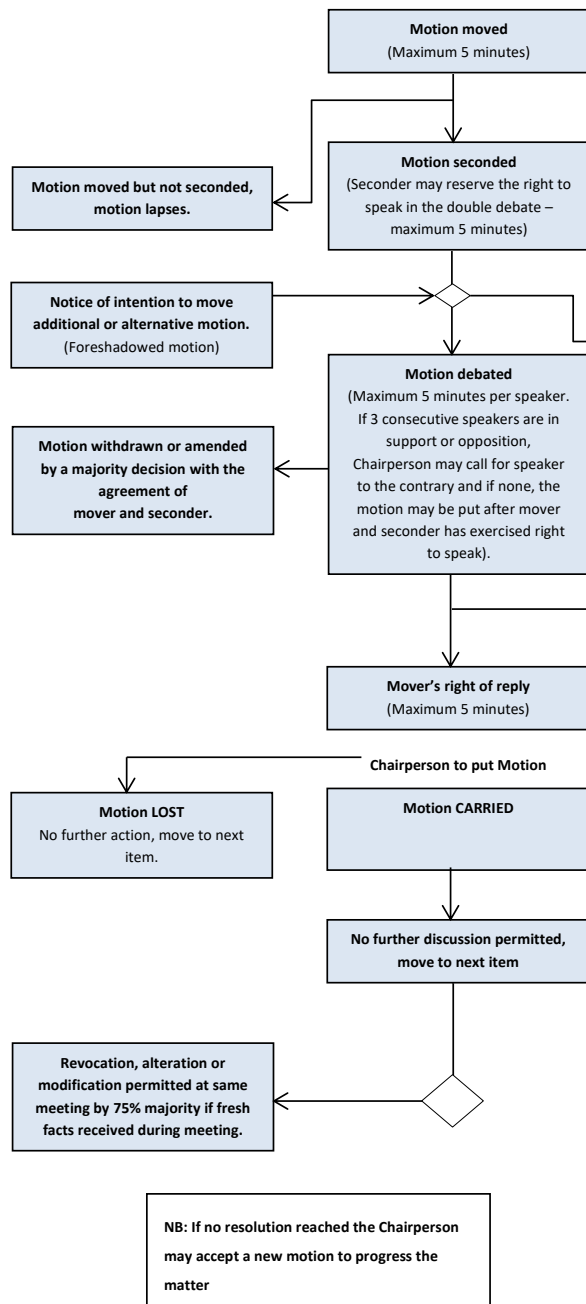 Motion moved
(Maximum 5 minutes)
Motion seconded
(Seconder may reserve the right to
speak in the double debate –
maximum 5 minutes)
Motion moved but not seconded,
motion lapses.
Notice of intention to move
additional or alternative motion.
(Foreshadowed motion)
Motion debated
(Maximum 5 minutes per speaker.
If 3 consecutive speakers are in
support or opposition,
Chairperson may call for speaker
to the contrary and if none, the
motion may be put after mover
and seconder has exercised right
to speak).
Motion withdrawn or amended
by a majority decision with the
agreement of
mover and seconder.
Mover’s right of reply
(Maximum 5 minutes)
Chairperson to put Motion
Motion LOST
No further action, move to next
item.
Motion CARRIED
No further discussion permitted,
move to next item
Revocation, alteration or
modification permitted at same
meeting by 75% majority if fresh
facts received during meeting.
NB: If no resolution reached the Chairperson
may accept a new motion to progress the
matter